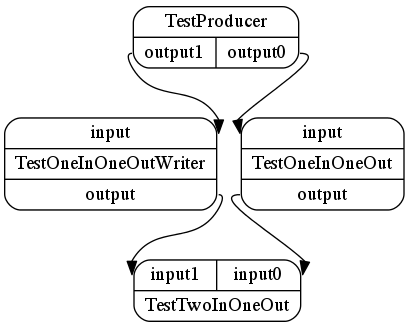 TestProducer
output1 output0
input
TestOneInOneOutWriter
output
input
TestOneInOneOut
output
input1 input0
TestTwoInOneOut